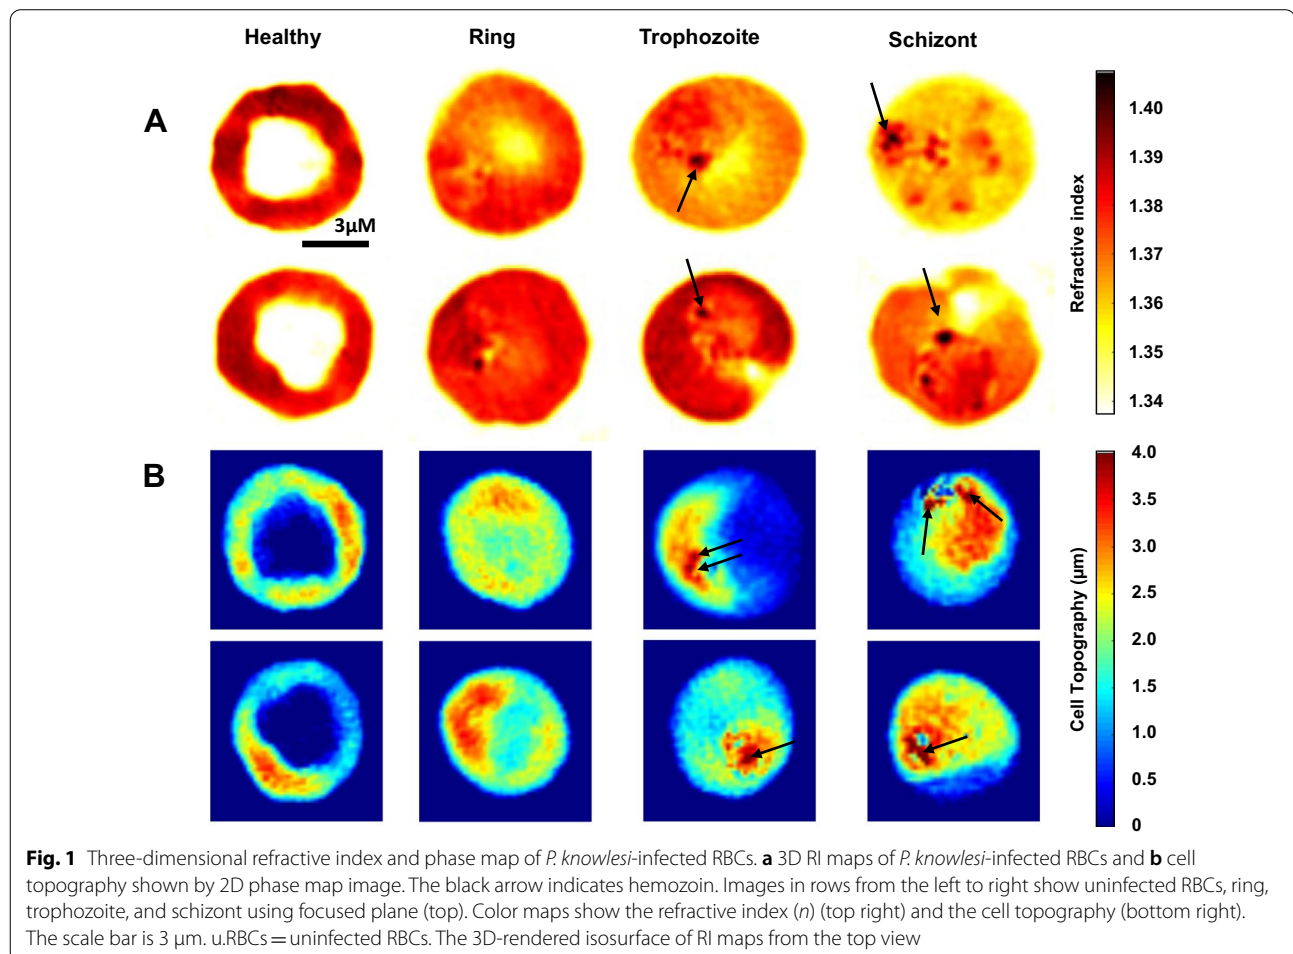 Healthy Ring Trophozoite Schizont
A
3µM
1.40
1.39
1.38
1.37
1.36
1.35
1.34
Refractive index
B
4.0
3.5
3.0
2.5
2.0
1.5
1.0
0.5
0
Cell Topography (µm)
Fig. 1 Three-dimensional refractive index and phase map of P. knowlesi-infected RBCs. a 3D RI maps of P. knowlesi-infected RBCs and b cell
topography shown by 2D phase map image. The black arrow indicates hemozoin. Images in rows from the left to right show uninfected RBCs, ring,
trophozoite, and schizont using focused plane (top). Color maps show the refractive index (n) (top right) and the cell topography (bottom right).
The scale bar is 3 µm. u.RBCs = uninfected RBCs. The 3D-rendered isosurface of RI maps from the top view